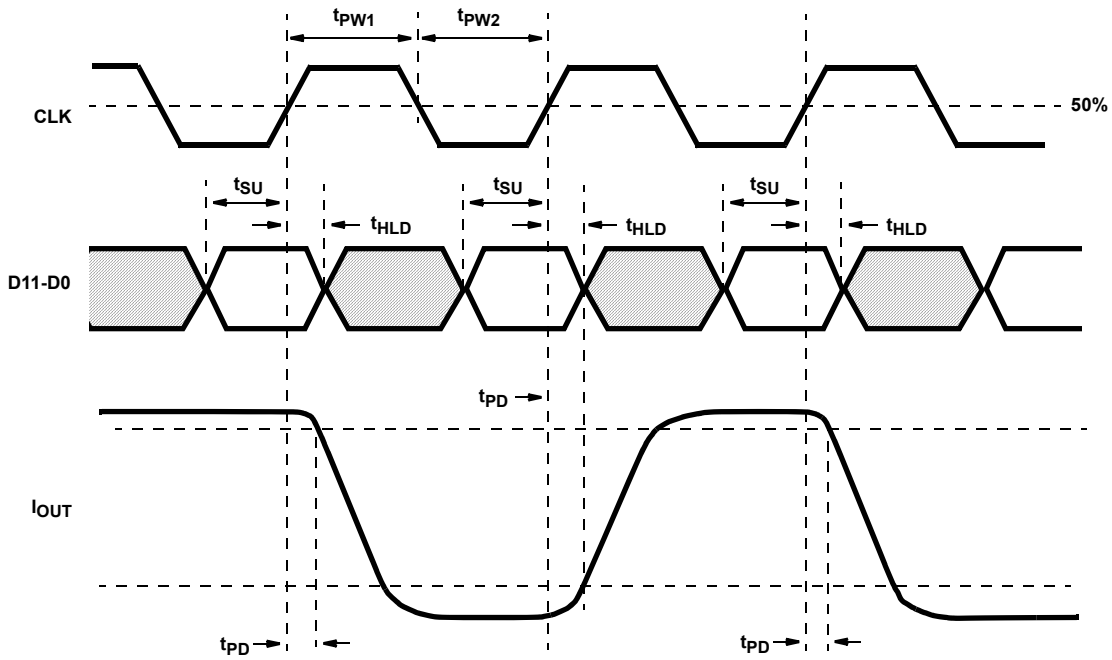 tPW1 tPW2
CLK
50%
tSU tSU tSU
tHLD tHLD tHLD
D11-D0
tPD
IOUT
tPD tPD